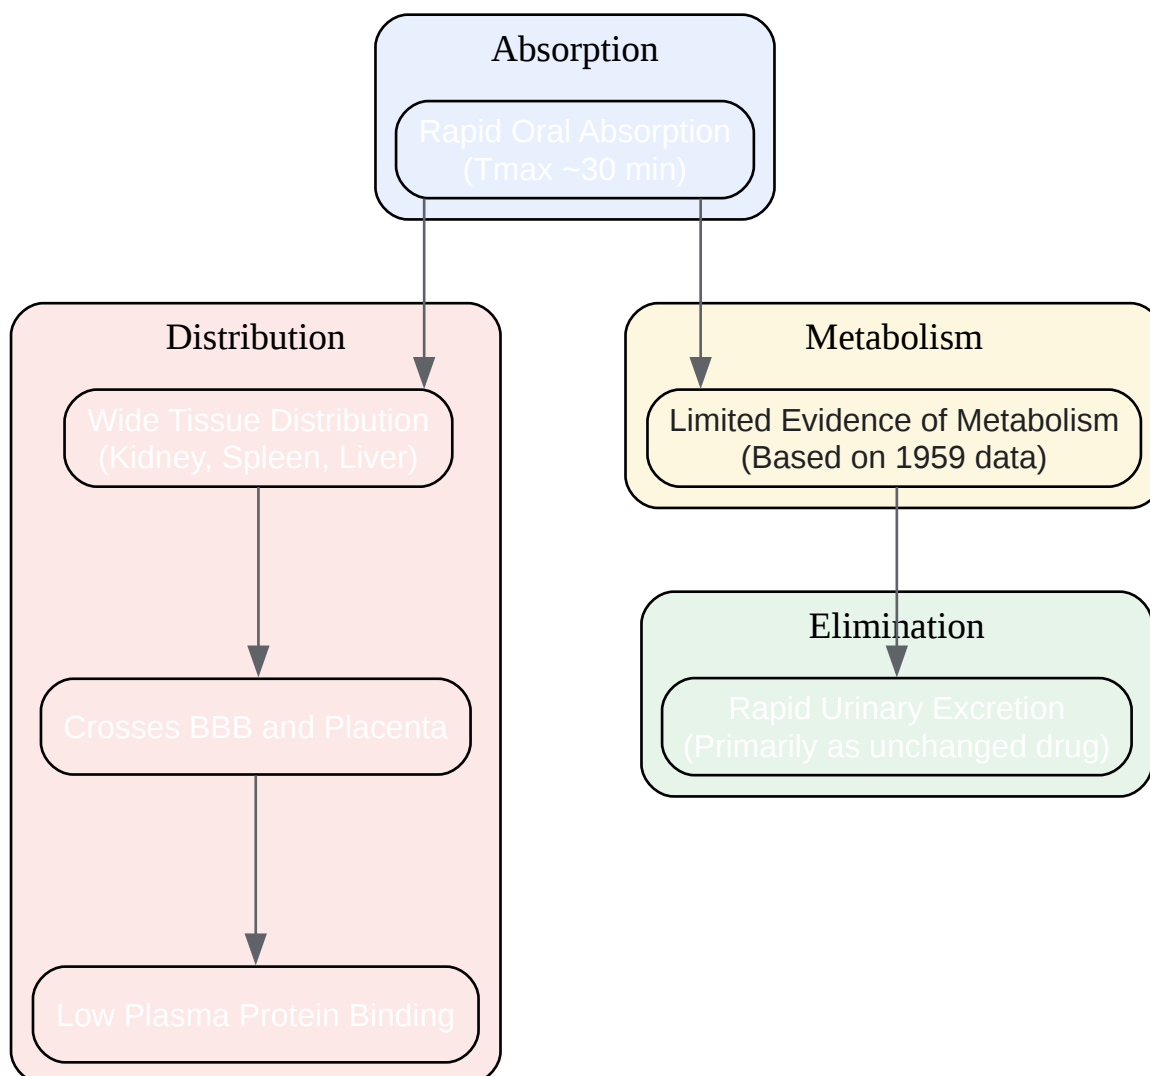 Absorption
Rapid Oral Absorption
(Tmax ~30 min)
Distribution
Wide Tissue Distribution
(Kidney, Spleen, Liver)
Crosses BBB and Placenta
Low Plasma Protein Binding
Metabolism
Limited Evidence of Metabolism
(Based on 1959 data)
Elimination
Rapid Urinary Excretion
(Primarily as unchanged drug)